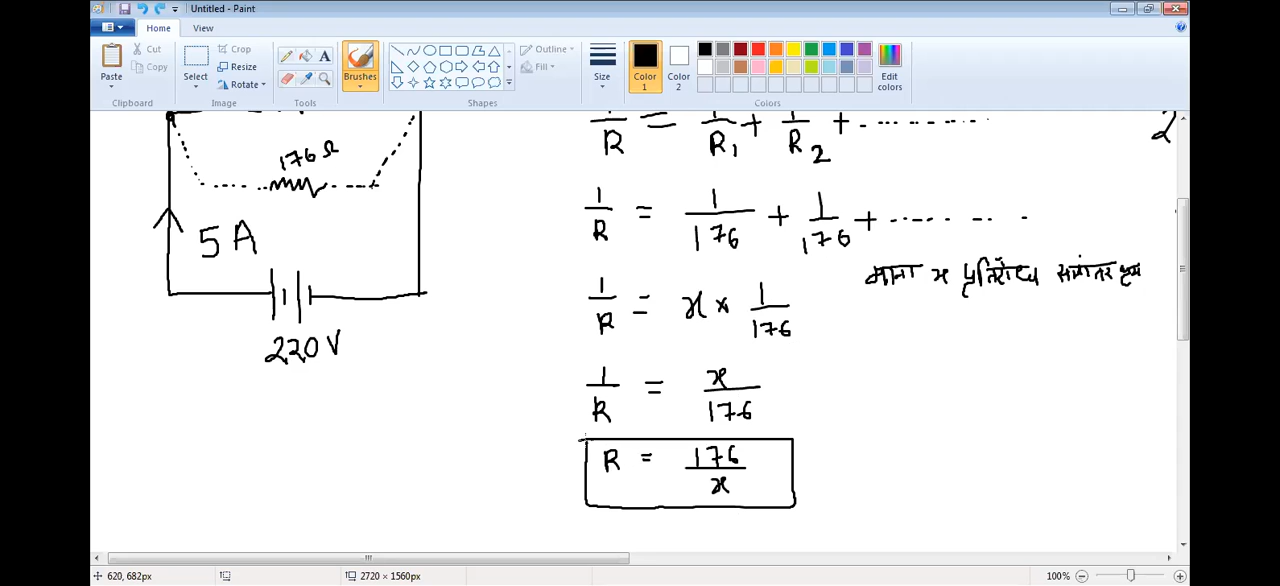 Untitled - Paint
Home View
Paste
Cut
Copy
Clipboard
Select
Crop
Resize
Rotate
Image
A
Tools
Brushes
Shapes
Outline
Fill
Size
Color 1
Color 2
Edit colors
Colors
1/R = 1/R1 + 1/R2 + ..........
2
176 Ω
1/R = 1/176 + 1/176 + ..........
5 A
माना x समांतर क्रम
1/R = x × 1/176
220 V
1/R = x/176
R = 176/x
620, 682px
2720 × 1560px
100%